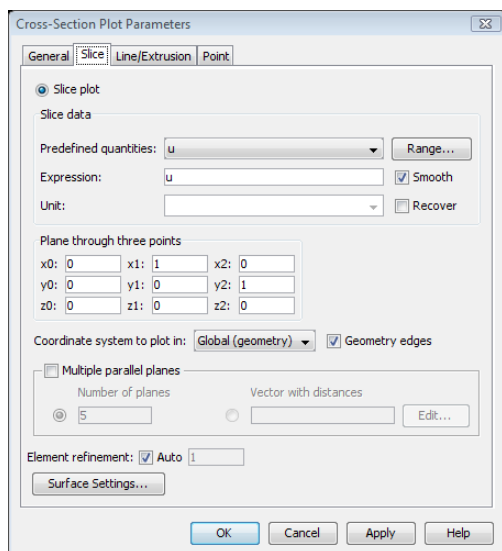 Cross-Section Plot Parameters
General Slice Line/Extrusion Point
Slice plot
Slice data
Predefined quantities: u Range...
Expression: u Smooth
Unit: Recover
Plane through three points
x0: 0 x1: 1 x2: 0
y0: 0 y1: 0 y2: 1
z0: 0 z1: 0 z2: 0
Coordinate system to plot in: Global (geometry) Geometry edges
Multiple parallel planes
Number of planes Vector with distances
5 Edit...
Element refinement: Auto 1
Surface Settings...
OK Cancel Apply Help